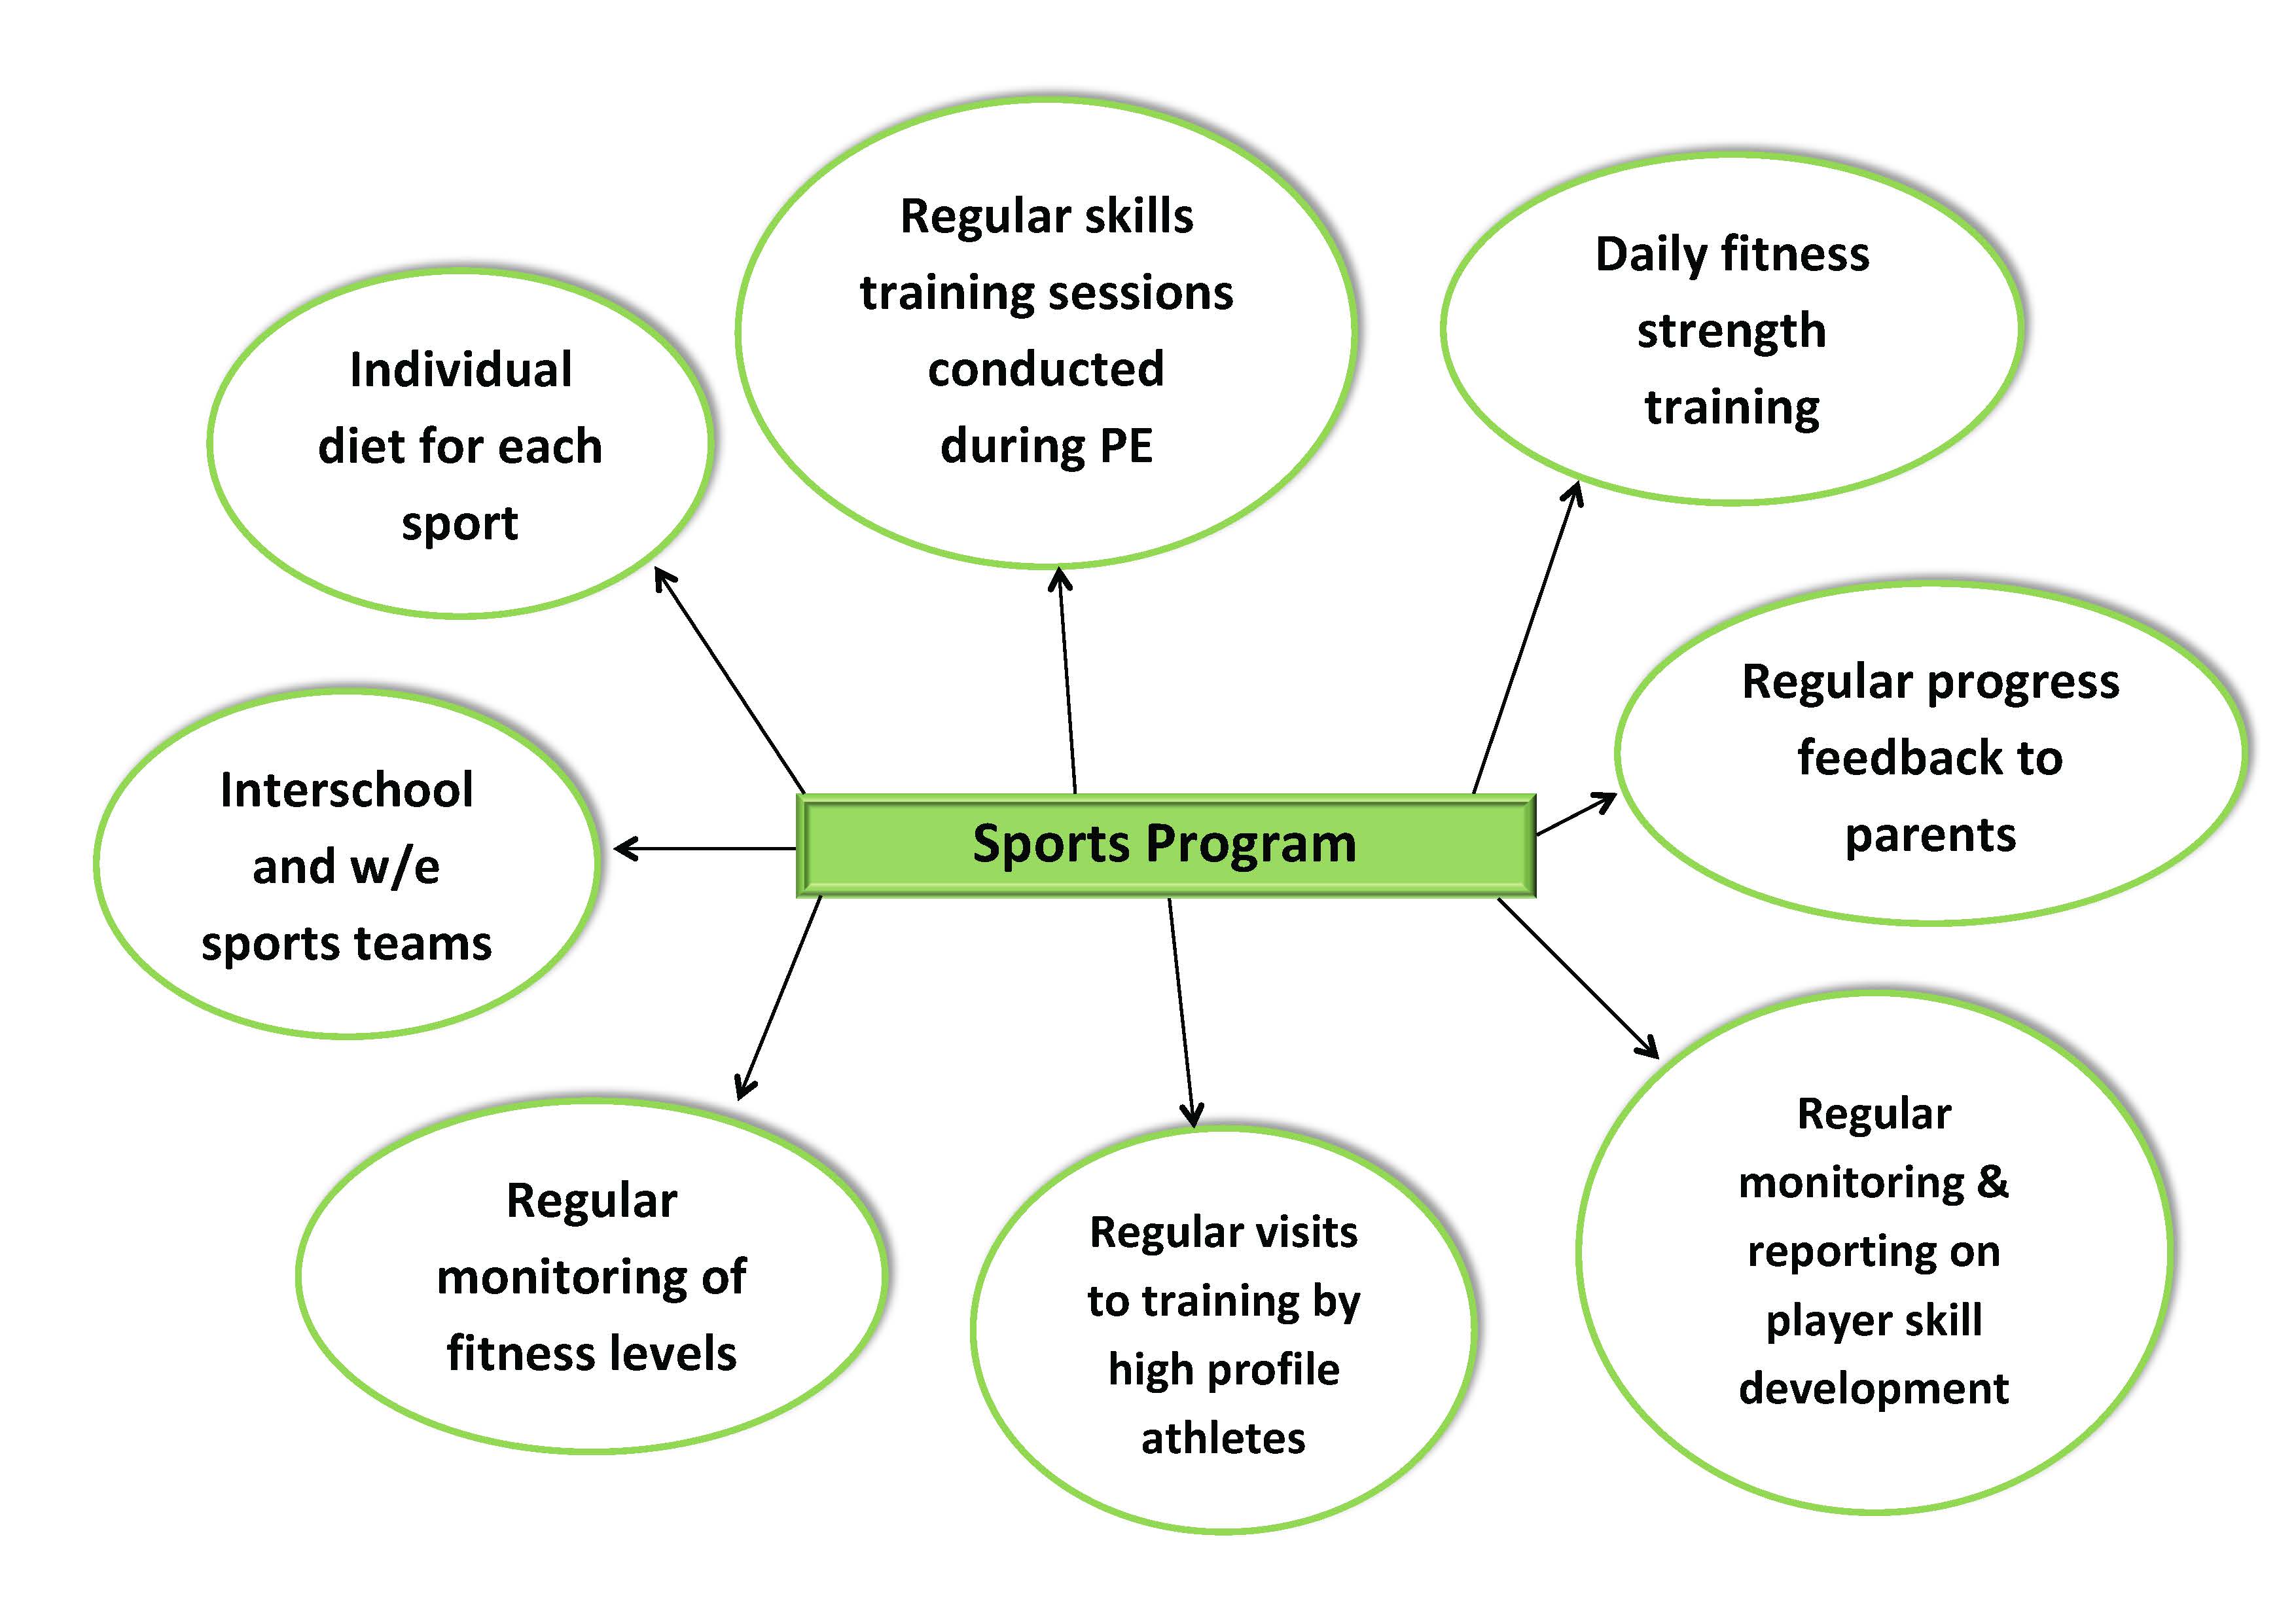 Regular skills
training sessions
conducted
during PE
Daily fitness
strength
training
Individual
diet for each
sport
Regular progress
feedback to
parents
Interschool
and w/e
sports teams
Sports Program
Regular
monitoring of
fitness levels
Regular visits
to training by
high profile
athletes
Regular
monitoring &
reporting on
player skill
development